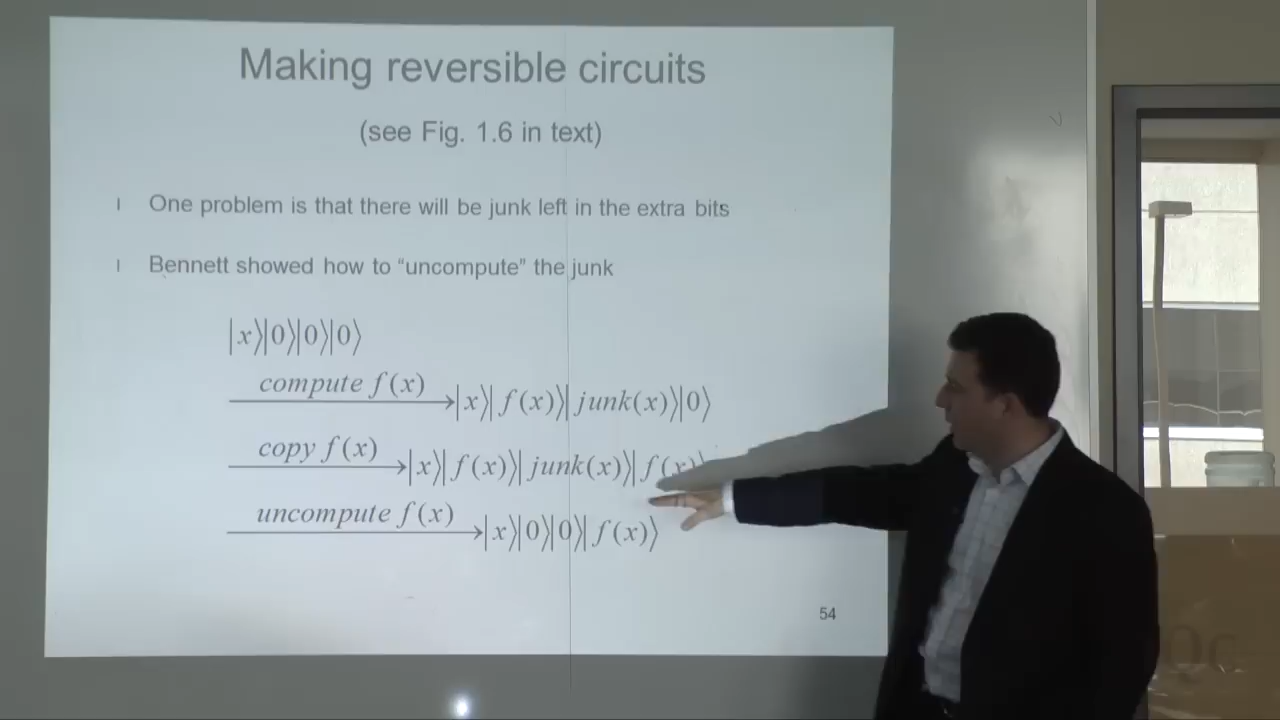 Making reversible circuits
(see Fig. 1.6 in text)
One problem is that there will be junk left in the extra bits
Bennett showed how to “uncompute” the junk
|x⟩|0⟩|0⟩|0⟩
compute f(x) → |x⟩|f(x)⟩|junk(x)⟩|0⟩
copy f(x) → |x⟩|f(x)⟩|junk(x)⟩|f(x)⟩
uncompute f(x) → |x⟩|0⟩|0⟩|f(x)⟩
54